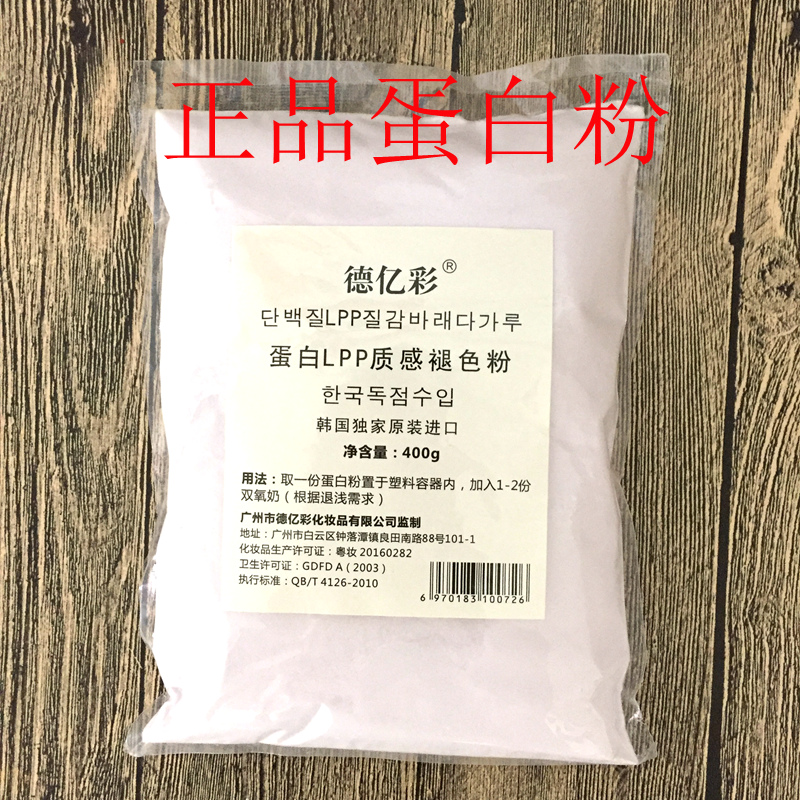 正品蛋白粉
德亿彩®
단백질LPP질감바래다가루
蛋白LPP质感褪色粉
한국독점수입
韩国独家原装进口
净含量：400g
用法：取一份蛋白粉置于塑料容器内，加入1-2份
双氧奶（根据退浅需求）
广州市德亿彩化妆品有限公司监制
地址：广州市白云区钟落潭镇良田南路88号101-1
化妆品生产许可证：粤妆 20160282
卫生许可证：GDFD A（2003）
执行标准：QB/T 4126-2010
6 970183 100726